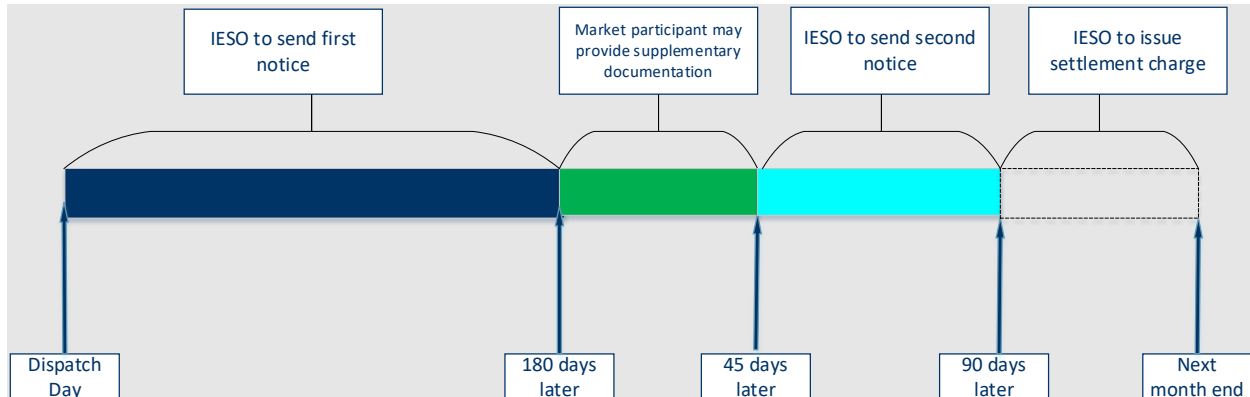 IESO to send first
notice
Market participant may
provide supplementary
documentation
IESO to send second
notice
IESO to issue
settlement charge
Dispatch
Day
180 days
later
45 days
later
90 days
later
Next
month end